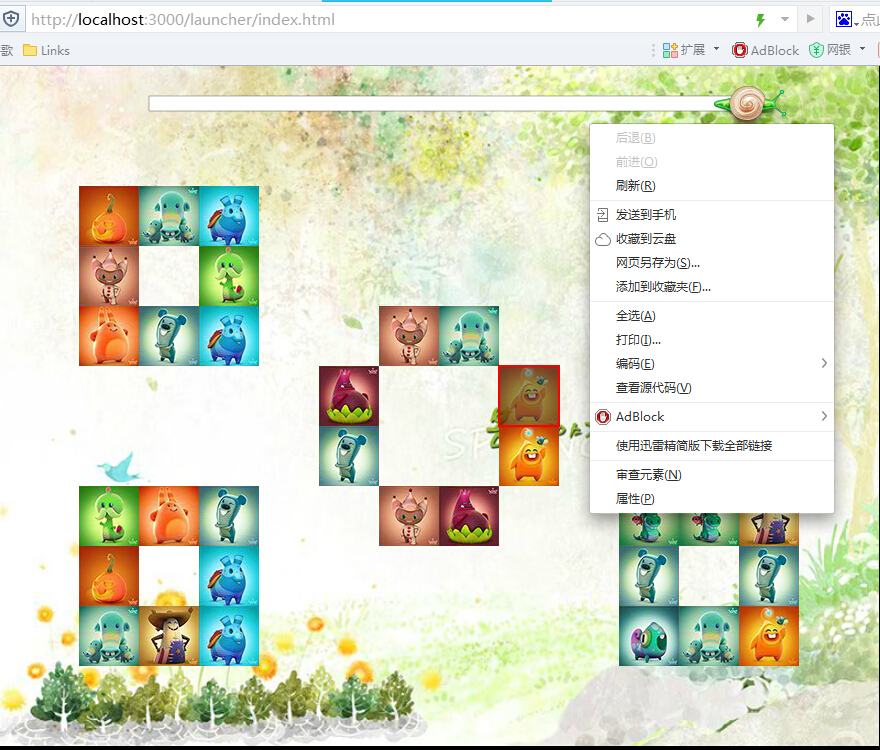 http://localhost:3000/launcher/index.html
歌 Links 扩展 AdBlock 网银
后退(B)
前进(O)
刷新(R)
发送到手机
收藏到云盘
网页另存为(S)...
添加到收藏夹(F)...
全选(A)
打印(I)...
编码(E)
查看源代码(V)
AdBlock
使用迅雷精简版下载全部链接
审查元素(N)
属性(P)